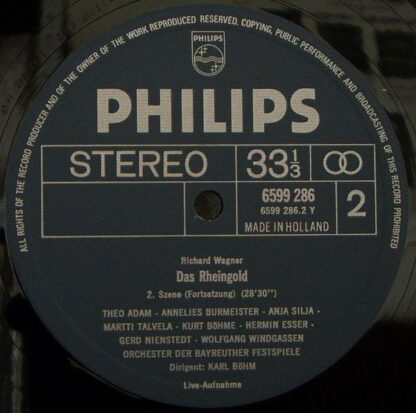 ALL RIGHTS OF THE RECORD PRODUCER AND OF THE OWNER OF THE WORK REPRODUCED RESERVED. COPYING, PUBLIC PERFORMANCE AND BROADCASTING OF THIS RECORD PROHIBITED
PHILIPS
PHILIPS
STEREO 33⅓
6599 286
6599 286.2 Y
MADE IN HOLLAND
2
Richard Wagner
Das Rheingold
2. Szene (Fortsetzung) (28'30")
THEO ADAM - ANNELIES BURMEISTER - ANJA SILJA -
MARTTI TALVELA - KURT BÖHME - HERMIN ESSER -
GERD NIENSTEDT - WOLFGANG WINDGASSEN
ORCHESTER DER BAYREUTHER FESTSPIELE
Dirigent: KARL BÖHM
Live-Aufnahme